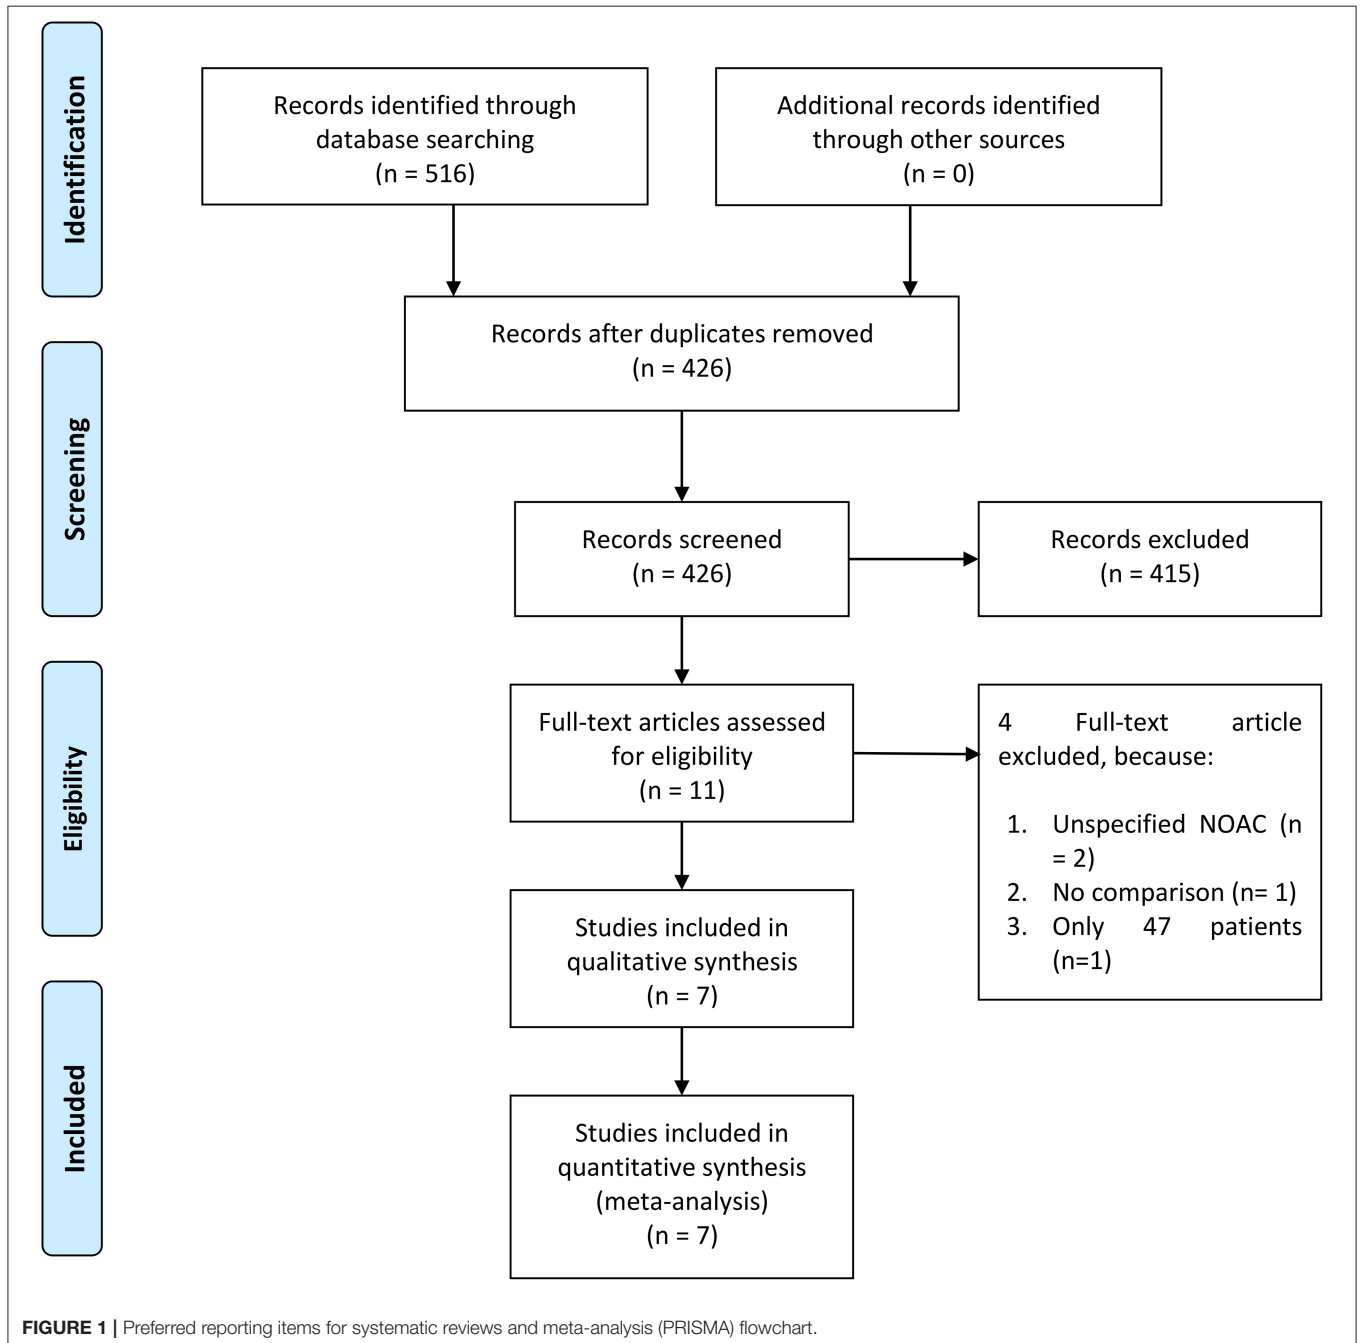 Identification
Records identified through
database searching
(n = 516)
Additional records identified
through other sources
(n = 0)
Records after duplicates removed
(n = 426)
Screening
Records screened
(n = 426)
Records excluded
(n = 415)
Eligibility
Full-text articles assessed
for eligibility
(n = 11)
4 Full-text article
excluded, because:
1. Unspecified NOAC (n
= 2)
2. No comparison (n= 1)
3. Only 47 patients
(n=1)
Studies included in
qualitative synthesis
(n = 7)
Included
Studies included in
quantitative synthesis
(meta-analysis)
(n = 7)
FIGURE 1 | Preferred reporting items for systematic reviews and meta-analysis (PRISMA) flowchart.